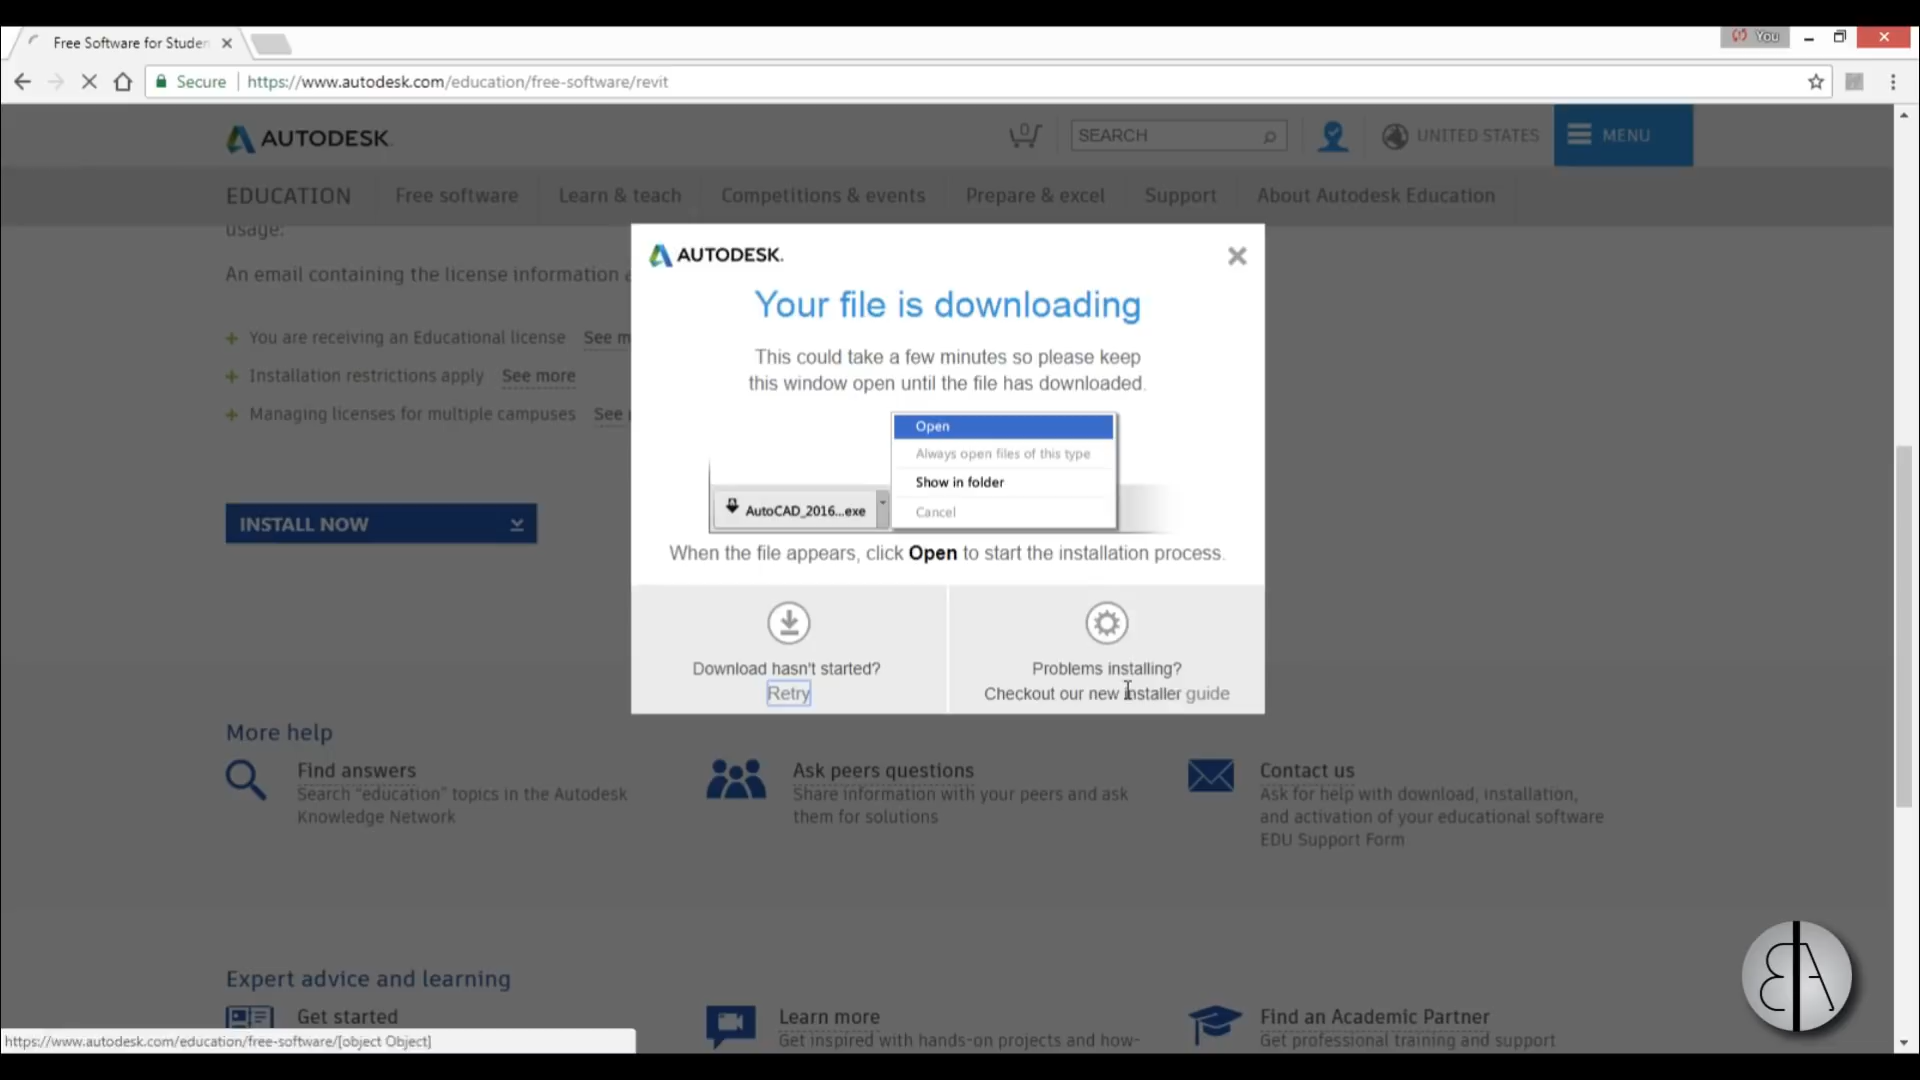 Free Software for Studen
You
Secure
https://www.autodesk.com/education/free-software/revit
AUTODESK.
0
SEARCH
UNITED STATES
MENU
EDUCATION
Free software
Learn & teach
Competitions & events
Prepare & excel
Support
About Autodesk Education
usage:
An email containing the license information
You are receiving an Educational license See m
Installation restrictions apply See more
Managing licenses for multiple campuses See
INSTALL NOW
AUTODESK.
Your file is downloading
This could take a few minutes so please keep
this window open until the file has downloaded.
Open
Always open files of this type
Show in folder
Cancel
AutoCAD_2016...exe
When the file appears, click Open to start the installation process.
Download hasn't started?
Retry
Problems installing?
Checkout our new installer guide
More help
Find answers
Search "education" topics in the Autodesk
Knowledge Network
Ask peers questions
Share information with your peers and ask
them for solutions
Contact us
Ask for help with download, installation,
and activation of your educational software
EDU Support Form
Expert advice and learning
Get started
Learn more
Get inspired with hands-on projects and how-
Find an Academic Partner
Get professional training and support
https://www.autodesk.com/education/free-software/[object Object]
BA